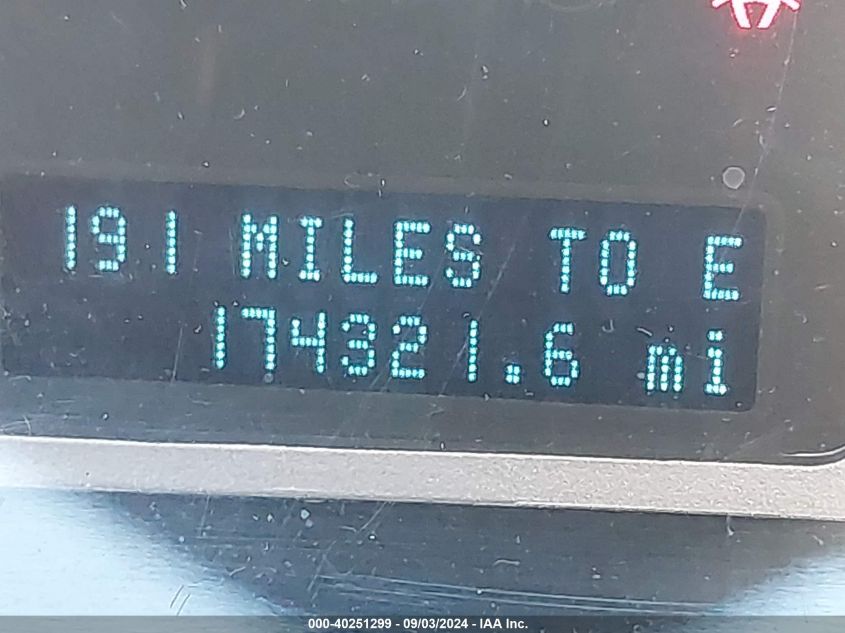 191 MILES TO E
174321.6 mi
000-40251299 - 09/03/2024 - IAA Inc.